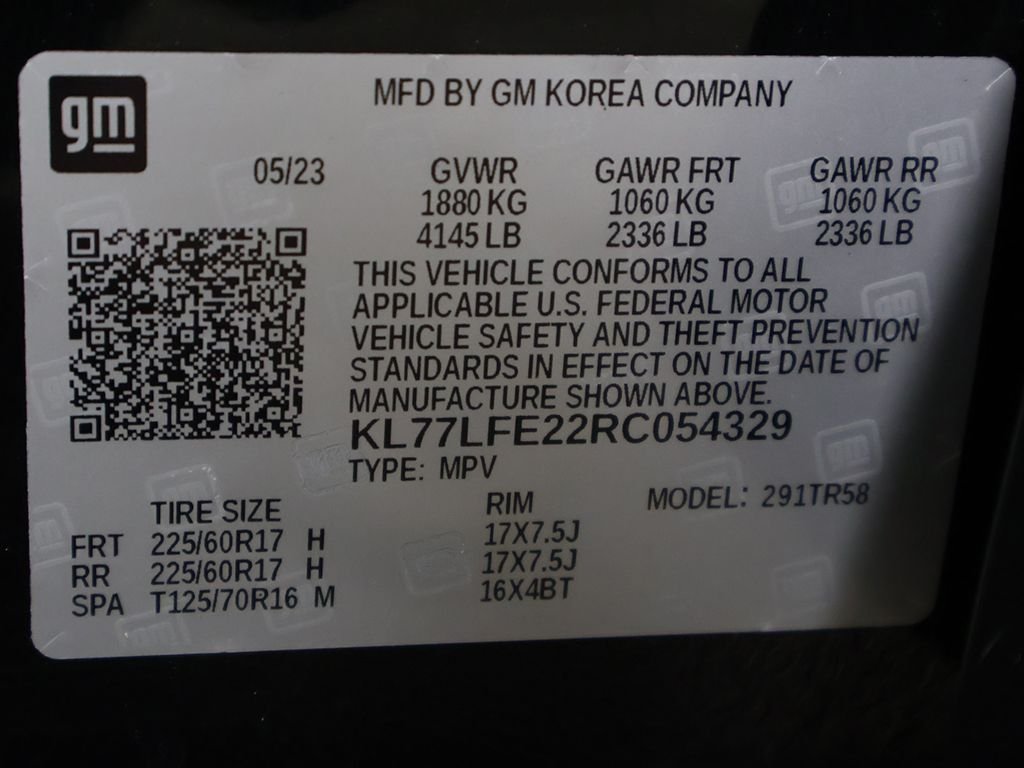 gm
MFD BY GM KOREA COMPANY
05/23 GVWR GAWR FRT GAWR RR
1880 KG 1060 KG 1060 KG
4145 LB 2336 LB 2336 LB
THIS VEHICLE CONFORMS TO ALL
APPLICABLE U.S. FEDERAL MOTOR
VEHICLE SAFETY AND THEFT PREVENTION
STANDARDS IN EFFECT ON THE DATE OF
MANUFACTURE SHOWN ABOVE.
KL77LFE22RC054329
TYPE: MPV
TIRE SIZE RIM MODEL: 291TR58
FRT 225/60R17 H 17X7.5J
RR 225/60R17 H 17X7.5J
SPA T125/70R16 M 16X4BT